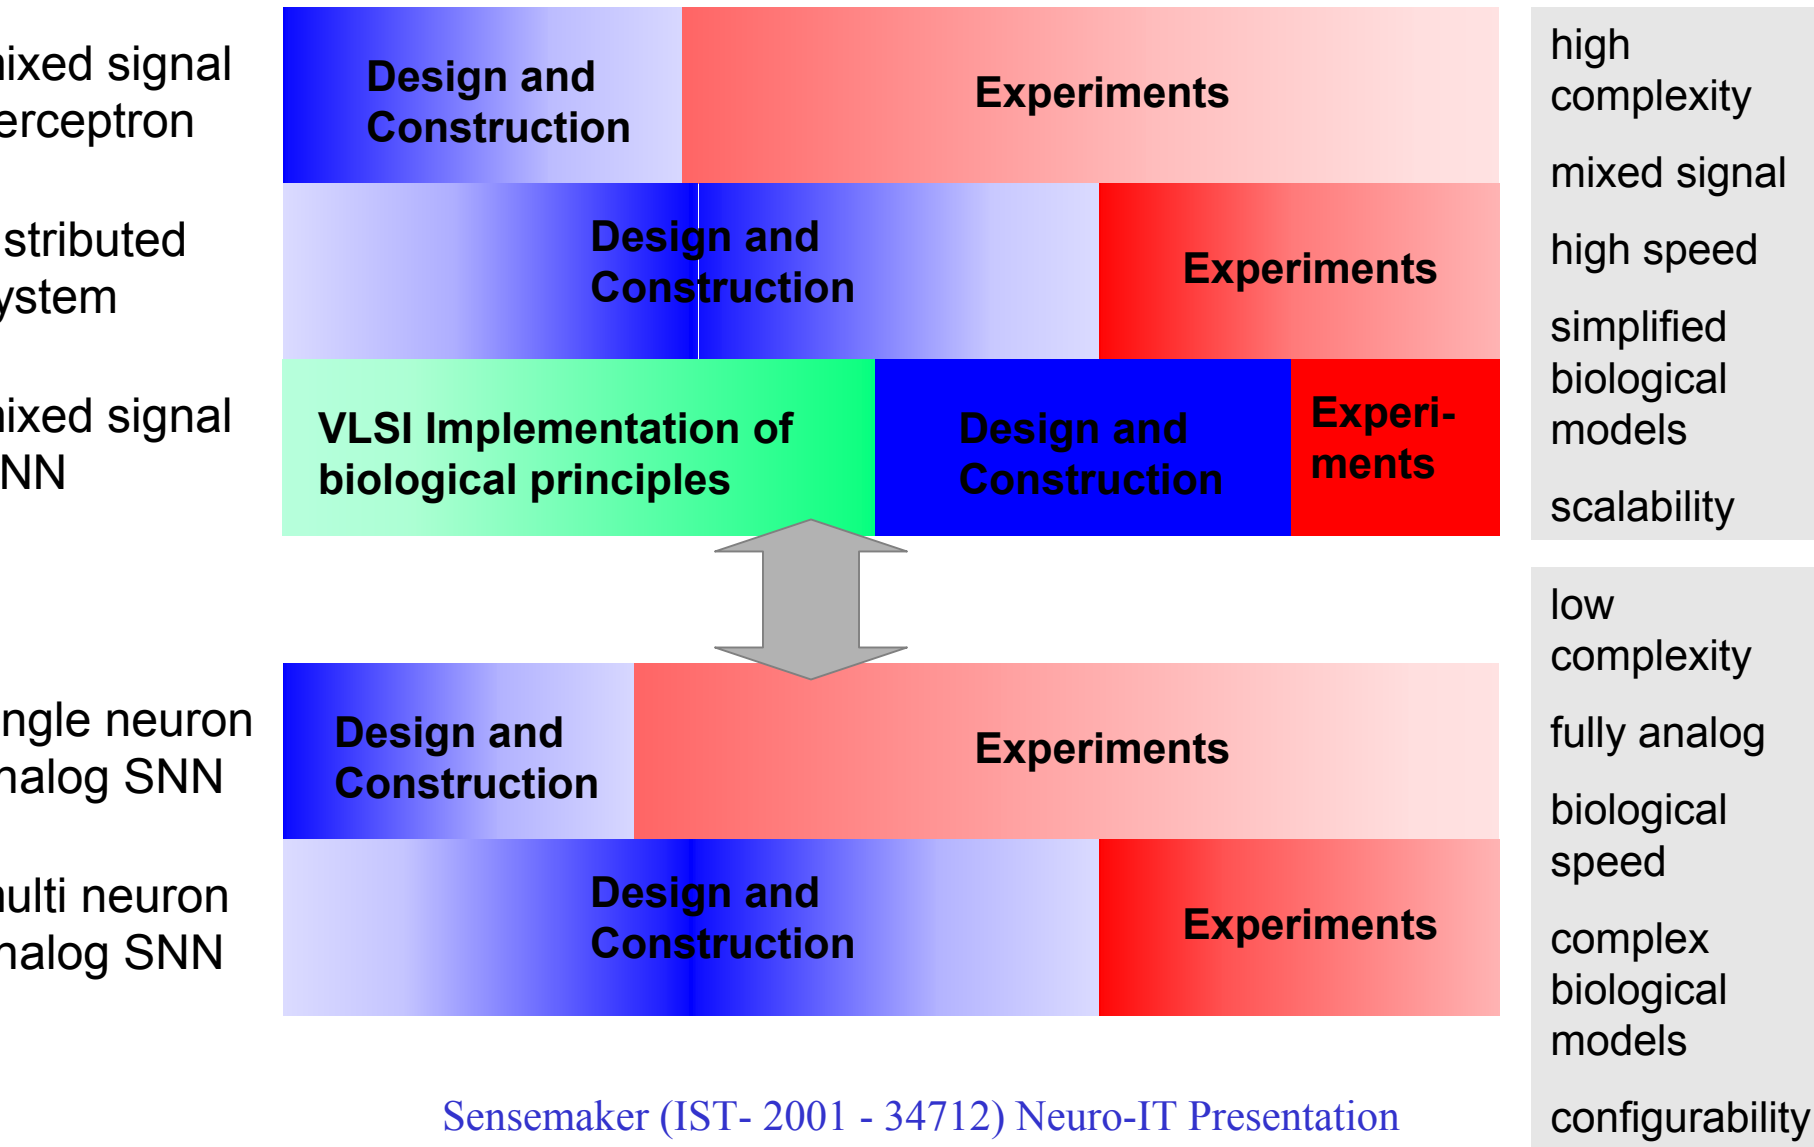 ixed signal
erceptron
Design and
Construction
Experiments
stributed
ystem
Design and
Construction
Experiments
ixed signal
NN
VLSI Implementation of
biological principles
Design and
Construction
Experi-
ments
ngle neuron
nalog SNN
Design and
Construction
Experiments
ulti neuron
nalog SNN
Design and
Construction
Experiments
high
complexity
mixed signal
high speed
simplified
biological
models
scalability
low
complexity
fully analog
biological
speed
complex
biological
models
configurability
Sensemaker (IST- 2001 - 34712) Neuro-IT Presentation